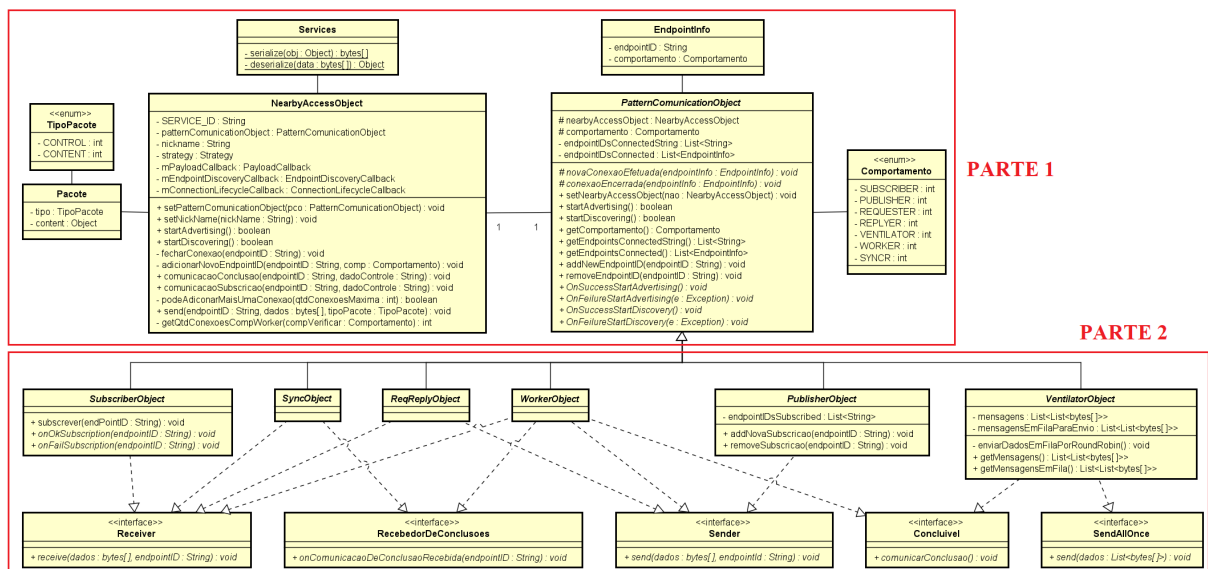 Services
- serialize(obj : Object) : bytes[]
- deserialize(data : bytes[]) : Object
EndpointInfo
- endpointID : String
- comportamento : Comportamento
<<enum>>
TipoPacote
- CONTROL : int
- CONTENT : int
Pacote
- tipo : TipoPacote
- content : Object
NearbyAccessObject
- SERVICE_ID : String
- patternComunicationObject : PatternComunicationObject
- nickname : String
- strategy : Strategy
- mPayloadCallback : PayloadCallback
- mEndpointDiscoveryCallback : EndpointDiscoveryCallback
- mConnectionLifecycleCallback : ConnectionLifecycleCallback
+ setPatternComunicationObject(pco : PatternComunicationObject) : void
+ setNickName(nickName : String) : void
+ startAdvertising() : boolean
+ startDiscovering() : boolean
- fecharConexao(endpointID : String) : void
- adicionarNovoEndpointID(endpointID : String, comp : Comportamento) : void
+ comunicacaoConclusao(endpointID : String, dadoControle : String) : void
+ comunicacaoSubscricao(endpointID : String, dadoControle : String) : void
- podeAdiconarMaisUmaConexao(qtdConexoesMaxima : int) : boolean
+ send(endpointID : String, dados : bytes[], tipoPacote : TipoPacote) : void
- getQtdConexoesCompWorker(compVerificar : Comportamento) : int
1
1
PatternComunicationObject
# nearbyAccessObject : NearbyAccessObject
# comportamento : Comportamento
- endpointIDsConnectedString : List<String>
- endpointIDsConnected : List<EndpointInfo>
# novaConexaoEfetuada(endpointInfo : EndpointInfo) : void
# conexaoEncerrada(endpointInfo : EndpointInfo) : void
+ setNearbyAccessObject(nao : NearbyAccessObject) : void
+ startAdvertising() : boolean
+ startDiscovering() : boolean
+ getComportamento() : Comportamento
+ getEndpointsConnectedString() : List<String>
+ getEndpointsConnected() : List<EndpointInfo>
+ addNewEndpointID(endpointID : String) : void
+ removeEndpointID(endpointID : String) : void
+ OnSuccessStartAdvertising() : void
+ OnFeilureStartAdvertising(e : Exception) : void
+ OnSuccessStartDiscovery() : void
+ OnFeilureStartDiscovery(e : Exception) : void
<<enum>>
Comportamento
- SUBSCRIBER : int
- PUBLISHER : int
- REQUESTER : int
- REPLYER : int
- VENTILATOR : int
- WORKER : int
- SYNCR : int
PARTE 1
PARTE 2
SubscriberObject
+ subscrever(endPointID : String) : void
+ onOkSubscription(endpointID : String) : void
+ onFailSubscription(endpointID : String) : void
SyncObject
ReqReplyObject
WorkerObject
PublisherObject
- endpointIDsSubscribed : List<String>
+ addNovaSubscricao(endpointID : String) : void
+ removeSubscricao(endpointID : String) : void
VentilatorObject
- mensagens : List<List<bytes[]>>
- mensagensEmFilaParaEnvio : List<List<bytes[]>>
- enviarDadosEmFilaPorRoundRobin() : void
+ getMensagens() : List<List<bytes[]>>
+ getMensagensEmFila() : List<List<bytes[]>>
<<interface>>
Receiver
+ receive(dados : bytes[], endpointID : String) : void
<<interface>>
RecebedorDeConclusoes
+ onComunicacaoDeConclusaoRecebida(endpointID : String) : void
<<interface>>
Sender
+ send(dados : bytes[], endpointId : String) : void
<<interface>>
Concluivel
+ comunicarConclusao() : void
<<interface>>
SendAllOnce
+ send(dados : List<bytes[]>) : void